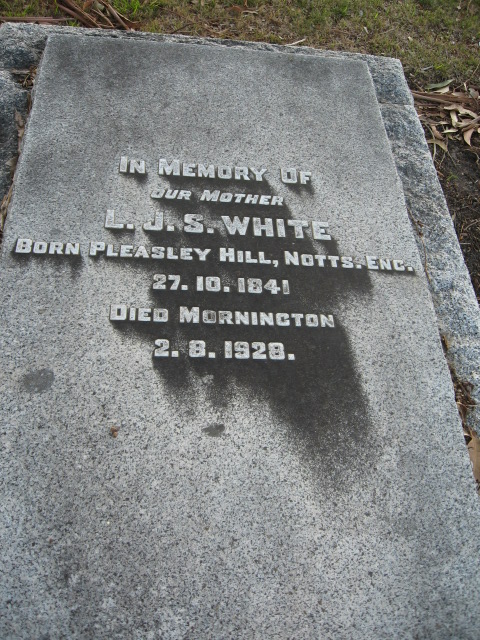 In Memory Of
Our Mother
L. J. S. WHITE
Born Pleasley Hill, Notts. Eng.
27. 10. 1841
Died Mornington
2. 8. 1928.